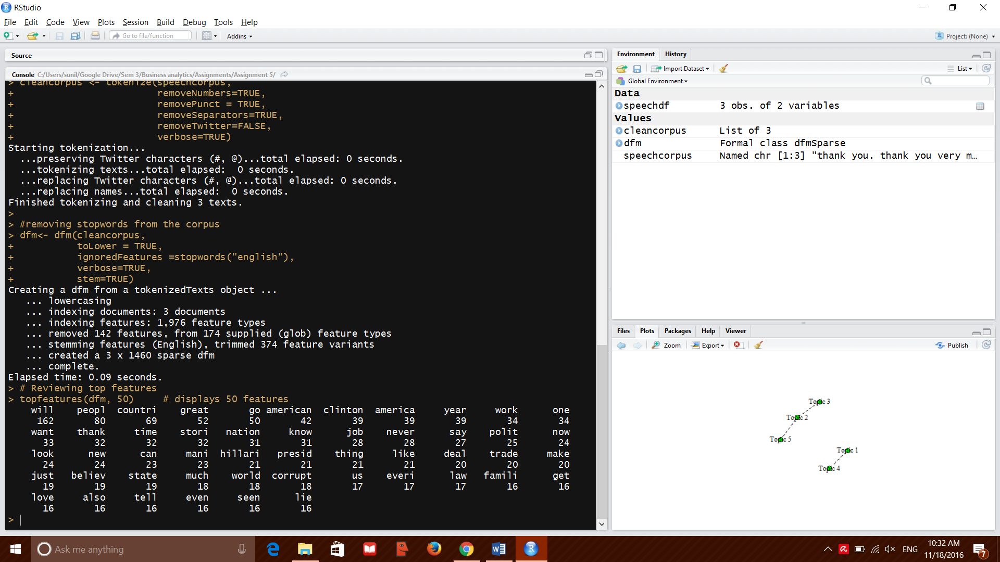 RStudio
File Edit Code View Plots Session Build Debug Tools Help
Go to file/function Addins Project: (None)
Source
Console C:/Users/sunil/Google Drive/Sem 3/Business analytics/Assignments/Assignment 5/
> cleancorpus <- tokenize(speechcorpus,
+ removeNumbers=TRUE,
+ removePunct = TRUE,
+ removeSeparators=TRUE,
+ removeTwitter=FALSE,
+ verbose=TRUE)
Starting tokenization...
...preserving Twitter characters (#, @)...total elapsed: 0 seconds.
...tokenizing texts...total elapsed:  0 seconds.
...replacing Twitter characters (#, @)...total elapsed: 0 seconds.
...replacing names...total elapsed:  0 seconds.
Finished tokenizing and cleaning 3 texts.
>
> #removing stopwords from the corpus
> dfm<- dfm(cleancorpus,
+ toLower = TRUE,
+ ignoredFeatures =stopwords("english"),
+ verbose=TRUE,
+ stem=TRUE)
Creating a dfm from a tokenizedTexts object ...
... lowercasing
... indexing documents: 3 documents
... indexing features: 1,976 feature types
... removed 142 features, from 174 supplied (glob) feature types
... stemming features (English), trimmed 374 feature variants
... created a 3 x 1460 sparse dfm
... complete.
Elapsed time: 0.09 seconds.
> # Reviewing top features
> topfeatures(dfm, 50) # displays 50 features
will peopl countri great go american clinton america year work one
162 80 69 52 50 42 39 39 39 34 34
want thank time stori nation know job never say polit now
33 32 32 32 31 31 28 28 27 25 24
look new can mani hillari presid thing like deal trade make
24 24 23 23 21 21 21 21 20 20 20
just believ state much world corrupt us everi law famili get
19 19 19 18 18 18 17 17 17 16 16
love also tell even seen lie
16 16 16 16 16 16
>
Environment History
Import Dataset List
Global Environment
Data
speechdf 3 obs. of 2 variables
Values
cleancorpus List of 3
dfm Formal class dfmSparse
speechcorpus Named chr [1:3] "thank you. thank you very m…
Files Plots Packages Help Viewer
Zoom Export Publish
Topic 3
Topic 2
Topic 5
Topic 1
Topic 4
Ask me anything
ENG
10:32 AM
11/18/2016
7